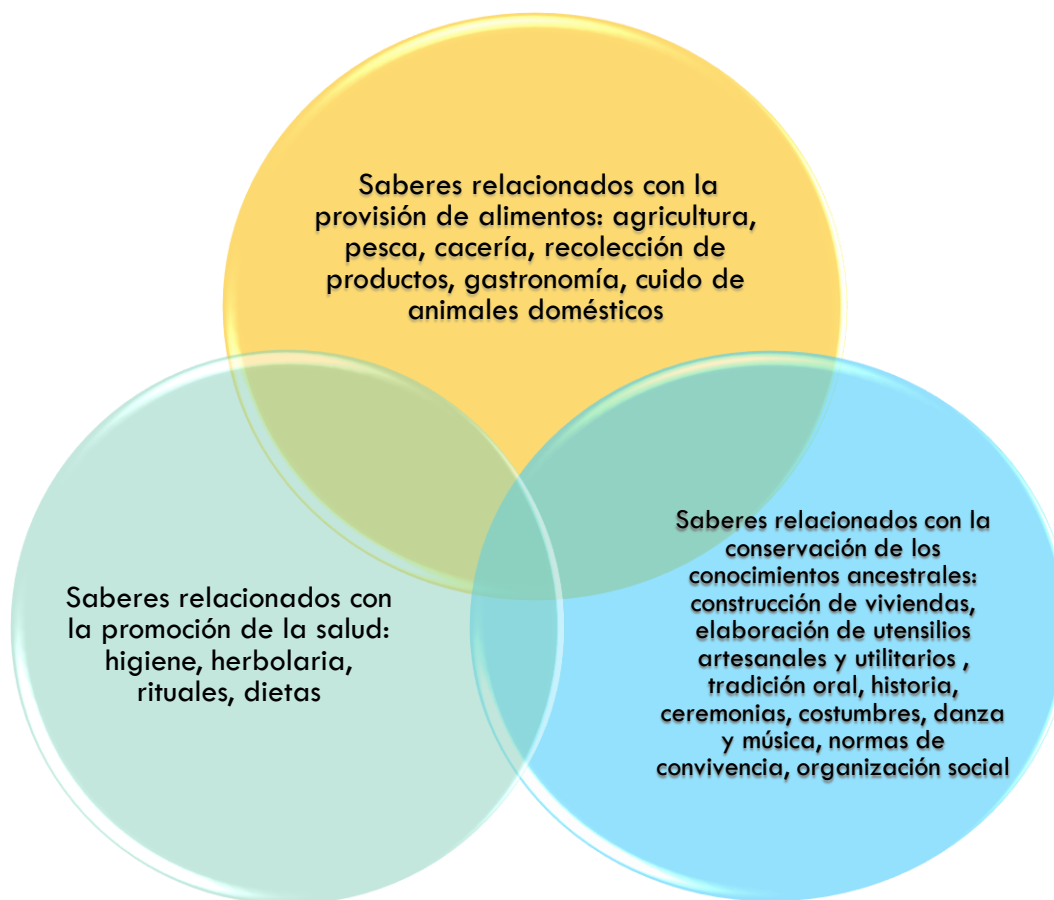 Saberes relacionados con la
provisión de alimentos: agricultura,
pesca, cacería, recolección de
productos, gastronomía, cuido de
animales domésticos
Saberes relacionados con
la promoción de la salud:
higiene, herbolaria,
rituales, dietas
Saberes relacionados con la
conservación de los
conocimientos ancestrales:
construcción de viviendas,
elaboración de utensilios
artesanales y utilitarios ,
tradición oral, historia,
ceremonias, costumbres, danza
y música, normas de
convivencia, organización social